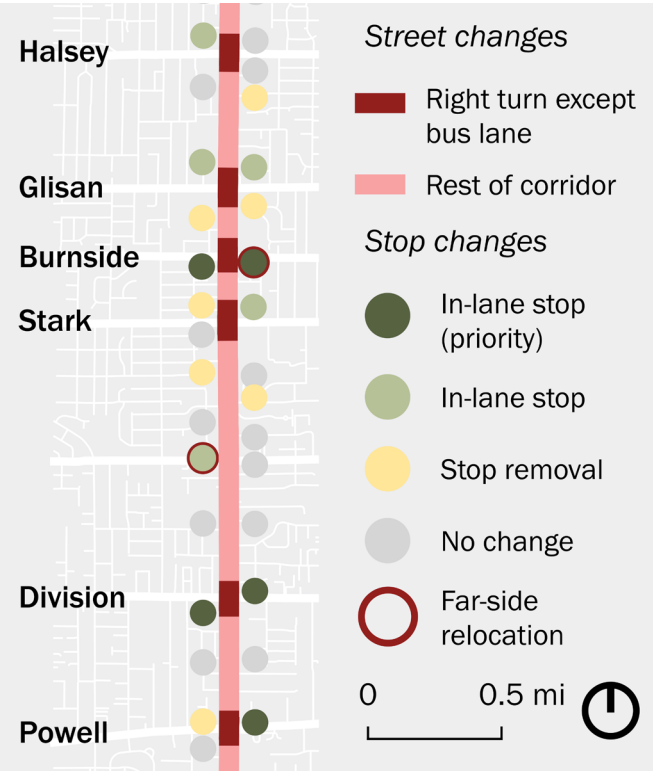 Halsey
Glisan
Burnside
Stark
Division
Powell
Street changes
Right turn except
bus lane
Rest of corridor
Stop changes
In-lane stop
(priority)
In-lane stop
Stop removal
No change
Far-side
relocation
0 0.5 mi